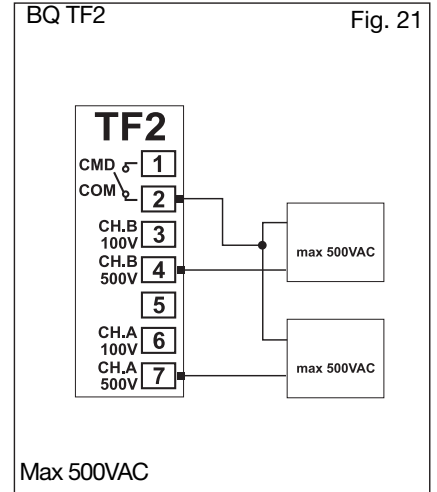 BQ TF2
Fig. 21
TF2
CMD 1
COM 2
CH.B
100V 3
CH.B
500V 4
5
CH.A
100V 6
CH.A
500V 7
max 500VAC
max 500VAC
Max 500VAC